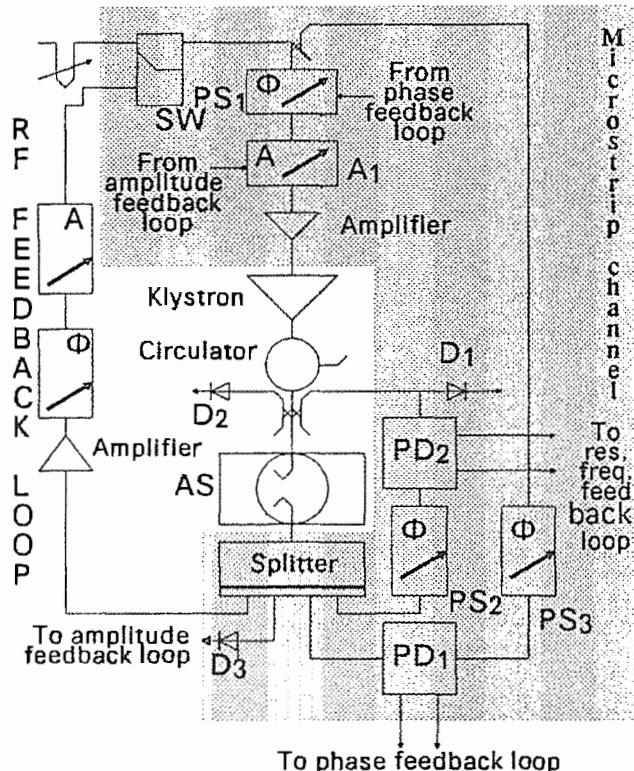 RF FEEDBACK LOOP
Microstrip channel
SW
PS1
Φ
From
phase
feedback
loop
From
amplitude
feedback
loop
A
A1
Amplifier
A
Klystron
Φ
Circulator
D1
D2
Amplifier
PD2
To
res.
freq.
feed
back
loop
AS
Φ
Φ
Splitter
PS2
PS3
To amplitude
feedback loop
D3
PD1
To phase feedback loop